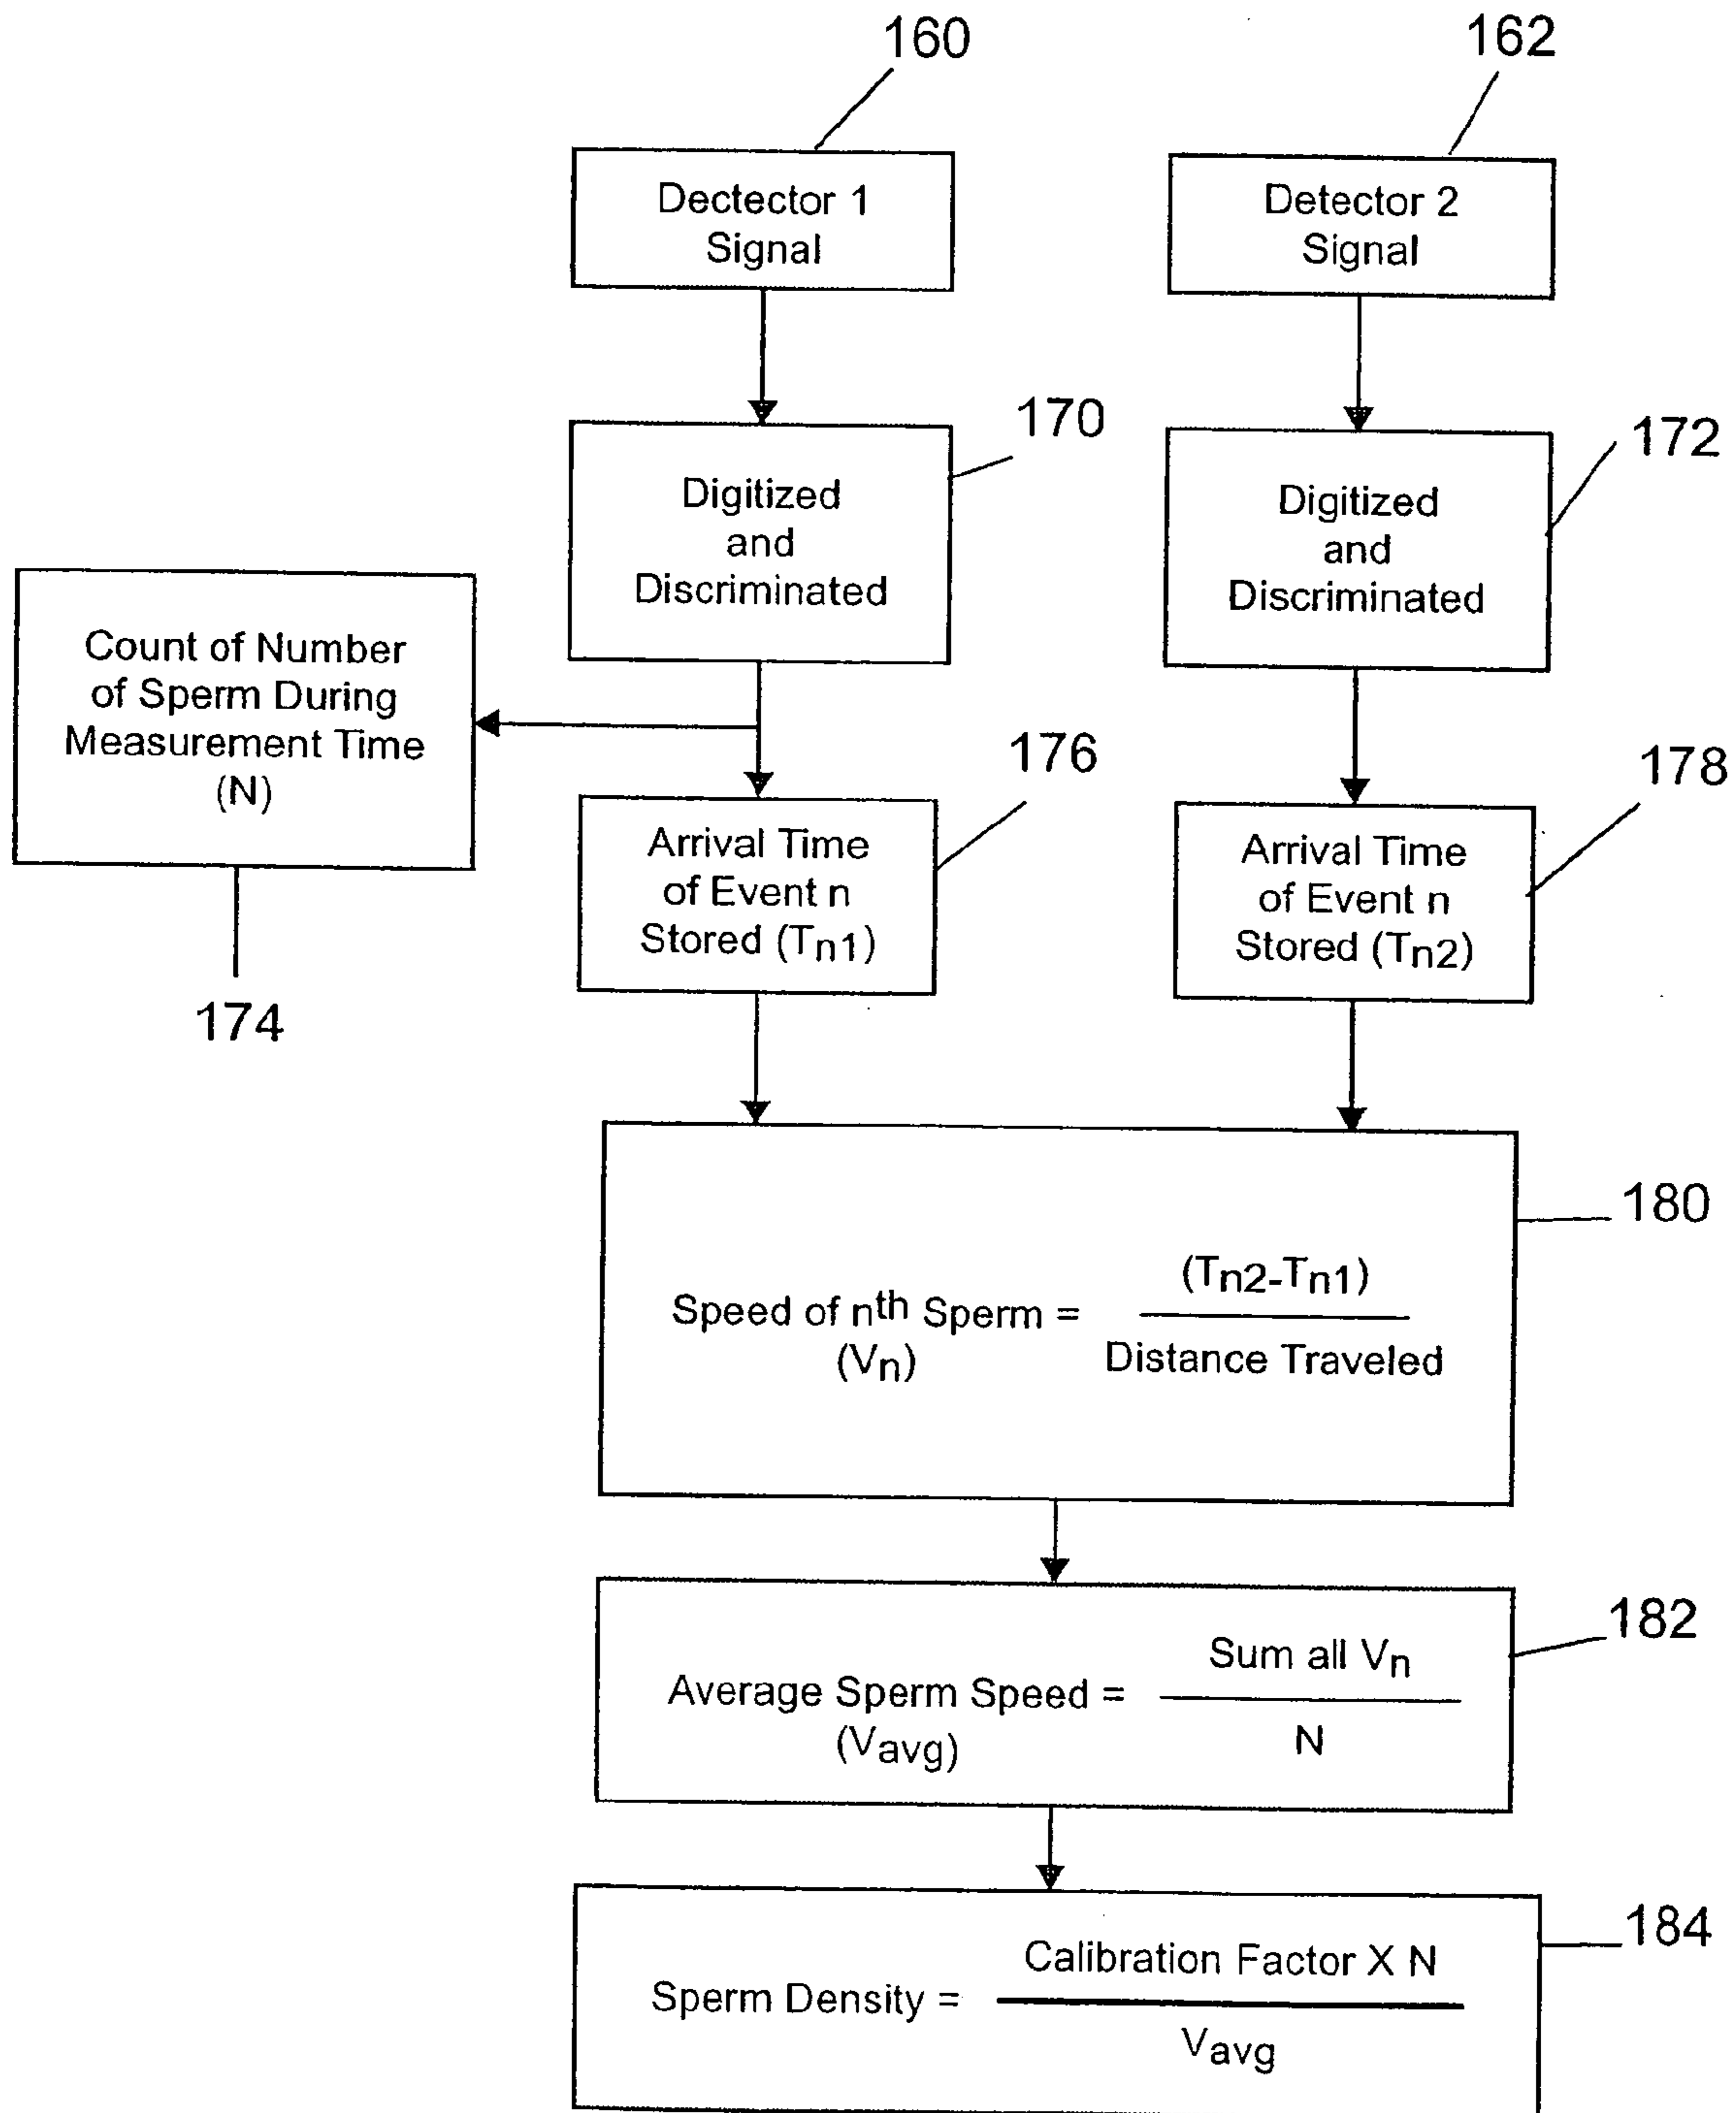 160
162
Dectector 1
Signal
Detector 2
Signal
170
172
Digitized
and
Discriminated
Digitized
and
Discriminated
Count of Number
of Sperm During
Measurement Time
(N)
174
176
178
Arrival Time
of Event n
Stored (Tn1)
Arrival Time
of Event n
Stored (Tn2)
180
(Tn2-Tn1)
Speed of nth Sperm =
(Vn)
Distance Traveled
182
Sum all Vn
Average Sperm Speed =
(Vavg)
N
184
Calibration Factor X N
Sperm Density =
Vavg